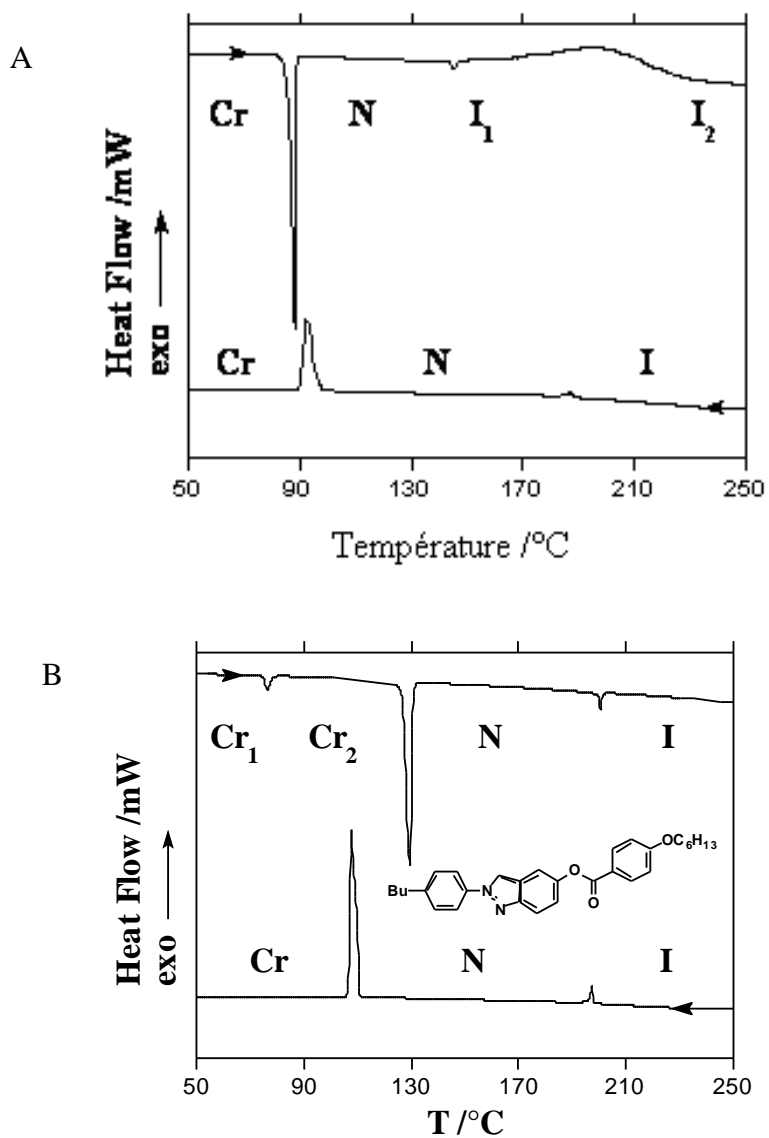 A
Heat Flow /mW
exo
Cr N I1 I2
Cr N I
50 90 130 170 210 250
Température /°C
B
Heat Flow /mW
exo
Cr1 Cr2 N I
Bu N N O O OC6H13
Cr N I
50 90 130 170 210 250
T /°C